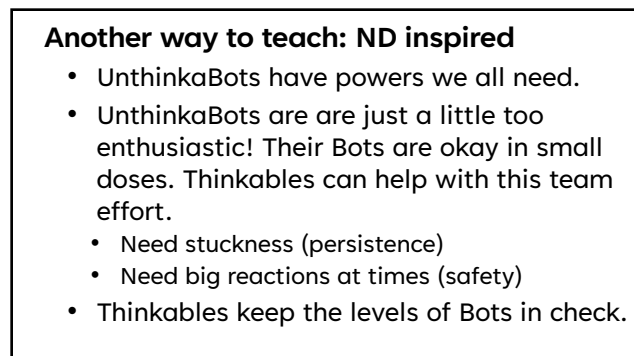 Another way to teach: ND inspired
• UnthinkaBots have powers we all need.
• UnthinkaBots are are just a little too
enthusiastic! Their Bots are okay in small
doses. Thinkables can help with this team
effort.
• Need stuckness (persistence)
• Need big reactions at times (safety)
• Thinkables keep the levels of Bots in check.